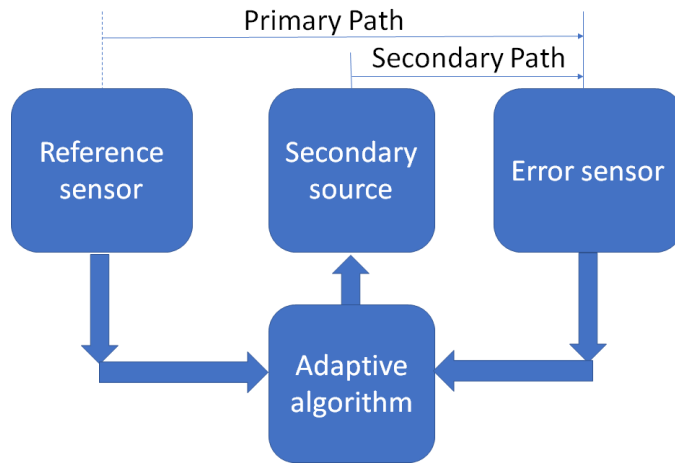 Primary Path
Secondary Path
Reference
sensor
Secondary
source
Error sensor
Adaptive
algorithm